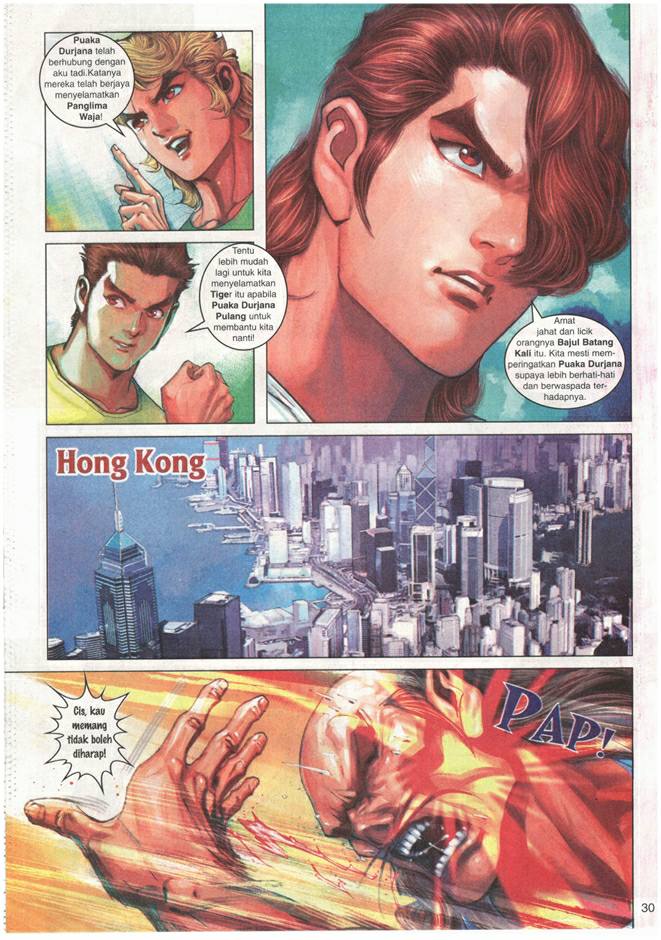 Puaka
Durjana telah
berhubung dengan
aku tadi.Katanya
mereka telah berjaya
menyelamatkan
Panglima
Waja!
Tentu
lebih mudah
lagi untuk kita
menyelamatkan
Tiger itu apabila
Puaka Durjana
Pulang untuk
membantu kita
nanti!
Amat
jahat dan licik
orangnya Bajul Batang
Kali itu. Kita mesti mem-
peringatkan Puaka Durjana
supaya lebih berhati-hati
dan berwaspada ter-
hadapnya.
Hong Kong
Cis, kau
memang
tidak boleh
diharap!
PAP!
30